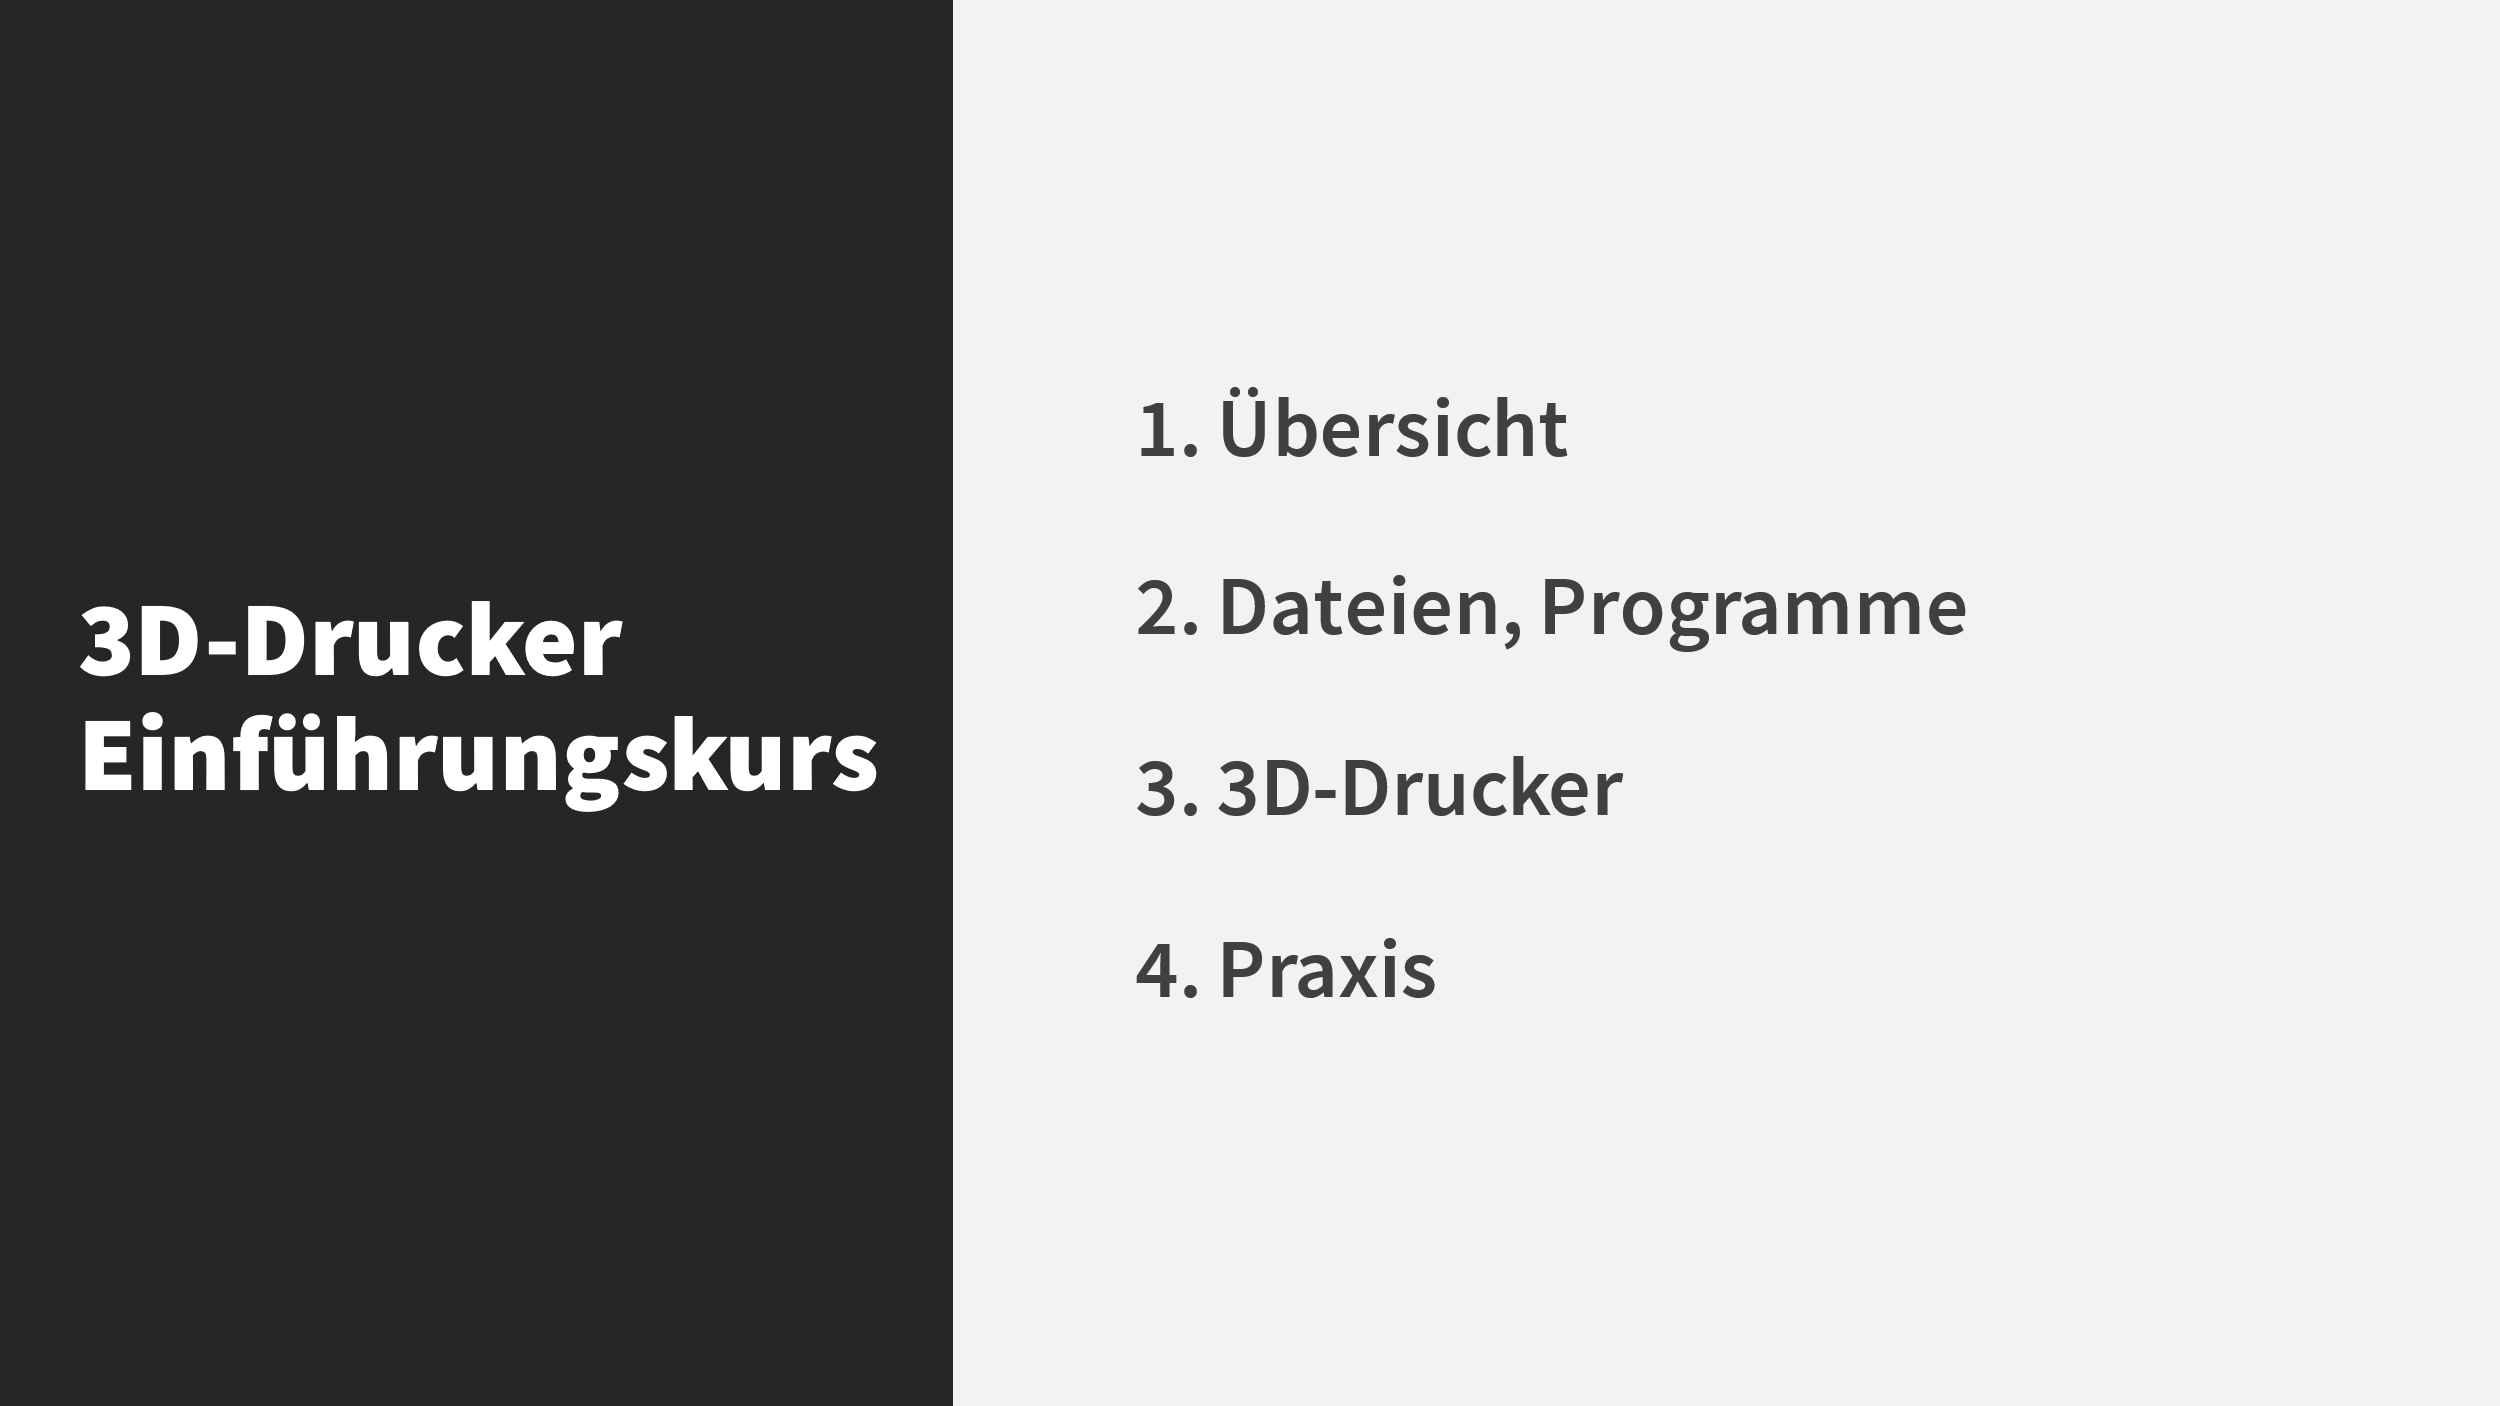 3D-Drucker
Einführungskurs
1. Übersicht
2. Dateien, Programme
3. 3D-Drucker
4. Praxis